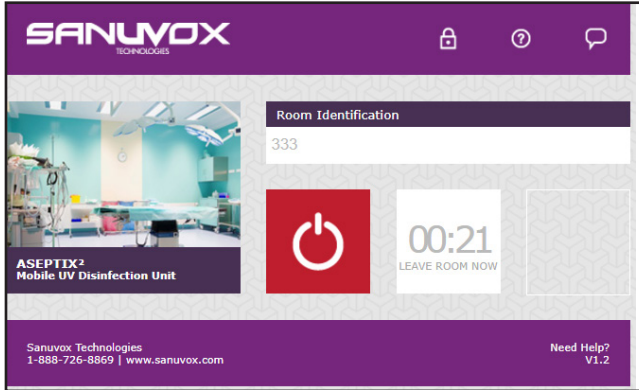 SANUVOX
TECHNOLOGIES
Room Identification
333
00:21
LEAVE ROOM NOW
ASEPTIX²
Mobile UV Disinfection Unit
Sanuvox Technologies
1-888-726-8869 | www.sanuvox.com
Need Help?
V1.2